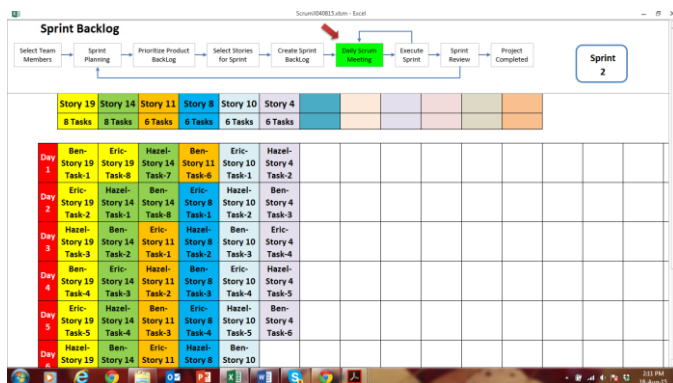 Scrum\\040815.xlsm - Excel
Sprint Backlog
Select Team Members
Sprint Planning
Prioritize Product BackLog
Select Stories for Sprint
Create Sprint BackLog
Daily Scrum Meeting
Execute Sprint
Sprint Review
Project Completed
Sprint 2
Story 19 Story 14 Story 11 Story 8 Story 10 Story 4
8 Tasks 8 Tasks 6 Tasks 6 Tasks 6 Tasks 6 Tasks
Ben- Eric- Hazel- Ben- Eric- Hazel-
Day 1 Story 19 Story 19 Story 14 Story 11 Story 10 Story 4
Task-1 Task-8 Task-7 Task-6 Task-1 Task-2
Eric- Hazel- Ben- Eric- Hazel- Ben-
Day 2 Story 19 Story 14 Story 14 Story 8 Story 10 Story 4
Task-2 Task-1 Task-8 Task-1 Task-2 Task-3
Hazel- Ben- Eric- Hazel- Ben- Eric-
Day 3 Story 19 Story 14 Story 11 Story 8 Story 10 Story 4
Task-3 Task-2 Task-1 Task-2 Task-3 Task-4
Ben- Eric- Hazel- Ben- Eric- Hazel-
Day 4 Story 19 Story 14 Story 11 Story 8 Story 10 Story 4
Task-4 Task-3 Task-2 Task-3 Task-4 Task-5
Eric- Hazel- Ben- Eric- Hazel- Ben-
Day 5 Story 19 Story 14 Story 11 Story 8 Story 10 Story 4
Task-5 Task-4 Task-3 Task-4 Task-5 Task-6
Hazel- Ben- Eric- Hazel- Ben-
Day 6 Story 19 Story 14 Story 11 Story 8 Story 10
2:11 PM
16-Aug-15